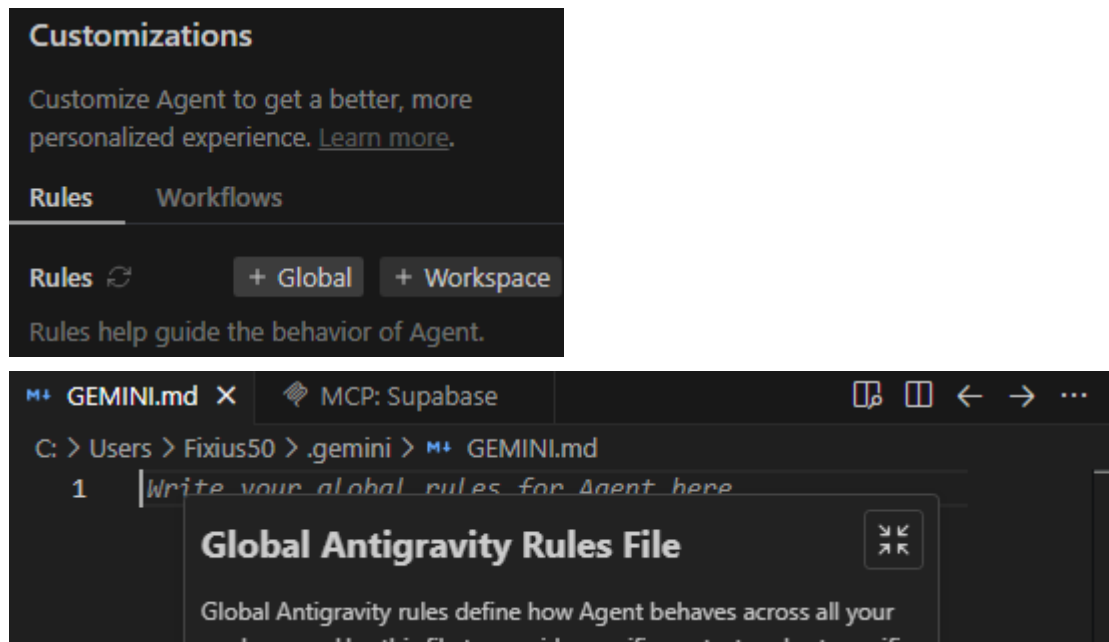 Customizations
Customize Agent to get a better, more
personalized experience. Learn more.
Rules Workflows
Rules + Global + Workspace
Rules help guide the behavior of Agent.
GEMINI.md MCP: Supabase
C: > Users > Fixius50 > .gemini > GEMINI.md
1 Write your global rules for Agent here
Global Antigravity Rules File
Global Antigravity rules define how Agent behaves across all your